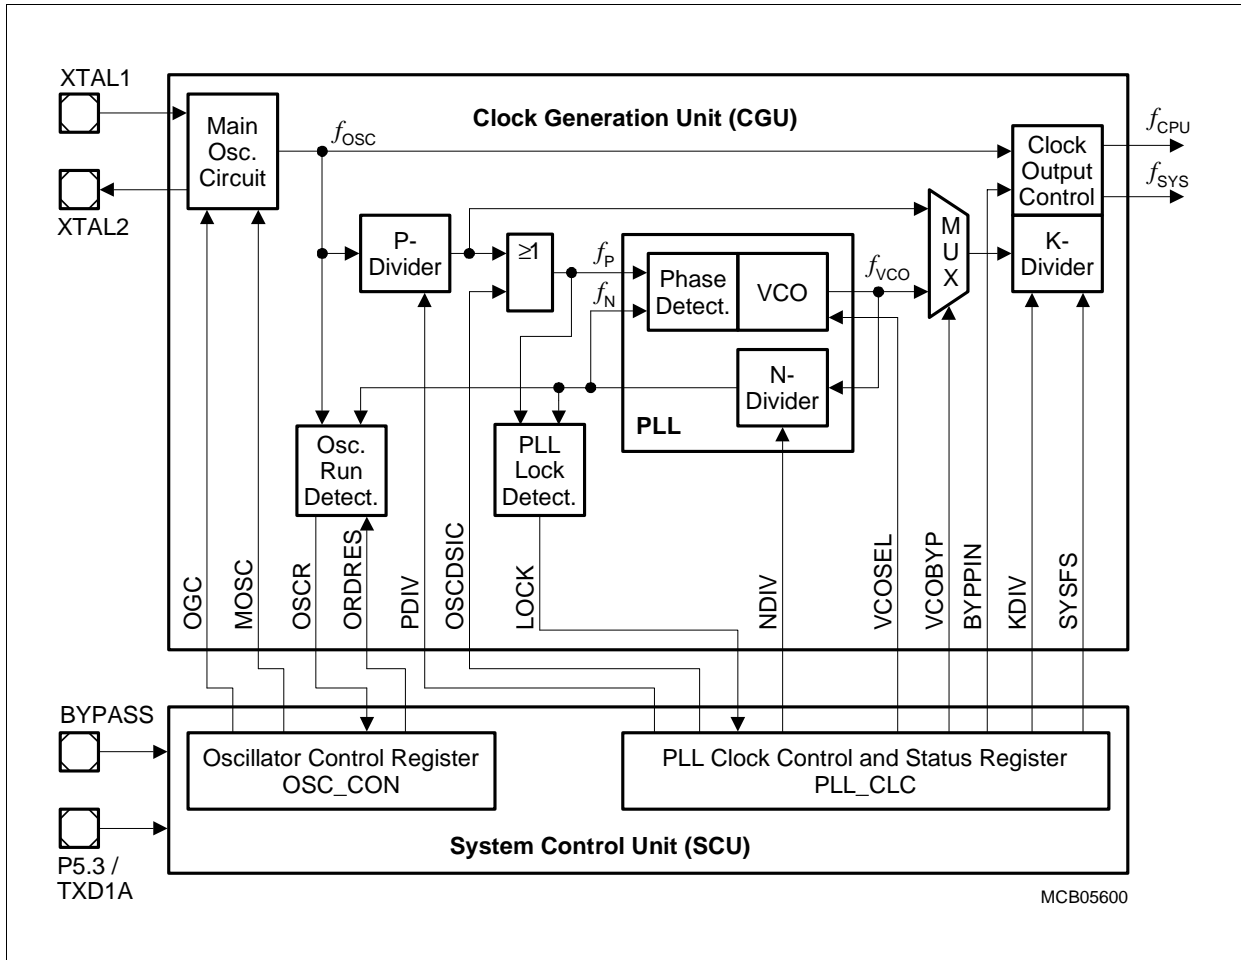 XTAL1
XTAL2
Clock Generation Unit (CGU)
Main
Osc.
Circuit
fOSC
Clock
Output
Control
fCPU
fSYS
P-
Divider
≥1
fP
fN
Phase
Detect.
VCO
fVCO
MUX
K-
Divider
N-
Divider
PLL
Osc.
Run
Detect.
PLL
Lock
Detect.
OGC
MOSC
OSCR
ORDRES
PDIV
OSCDSIC
LOCK
NDIV
VCOSEL
VCOBYP
BYPPIN
KDIV
SYSFS
BYPASS
Oscillator Control Register
OSC_CON
PLL Clock Control and Status Register
PLL_CLC
System Control Unit (SCU)
P5.3 /
TXD1A
MCB05600